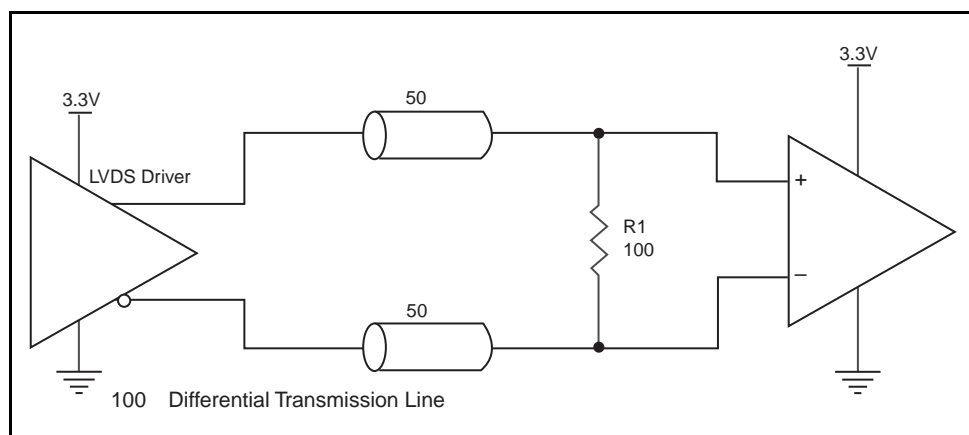 3.3V
50
3.3V
LVDS Driver
+
R1
100
−
50
100 Differential Transmission Line